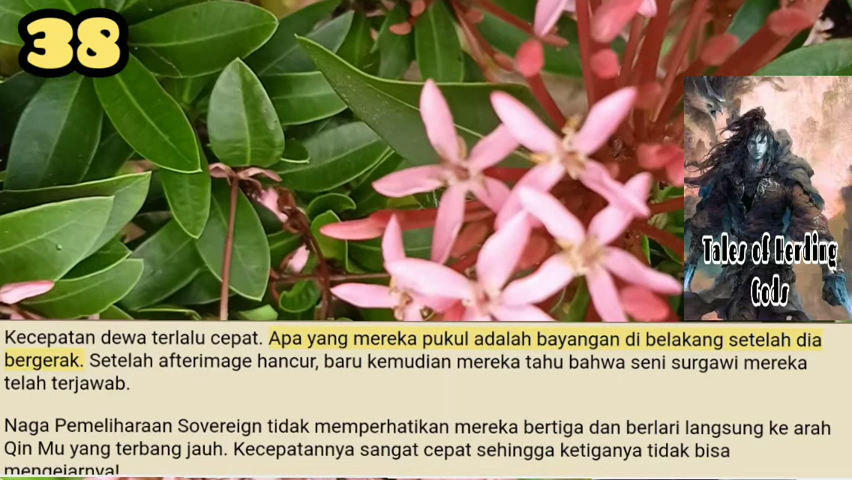 38
Tales of Herding
Gods
Kecepatan dewa terlalu cepat. Apa yang mereka pukul adalah bayangan di belakang setelah dia
bergerak. Setelah afterimage hancur, baru kemudian mereka tahu bahwa seni surgawi mereka
telah terjawab.
Naga Pemeliharaan Sovereign tidak memperhatikan mereka bertiga dan berlari langsung ke arah
Qin Mu yang terbang jauh. Kecepatannya sangat cepat sehingga ketiganya tidak bisa
mengejarnya!